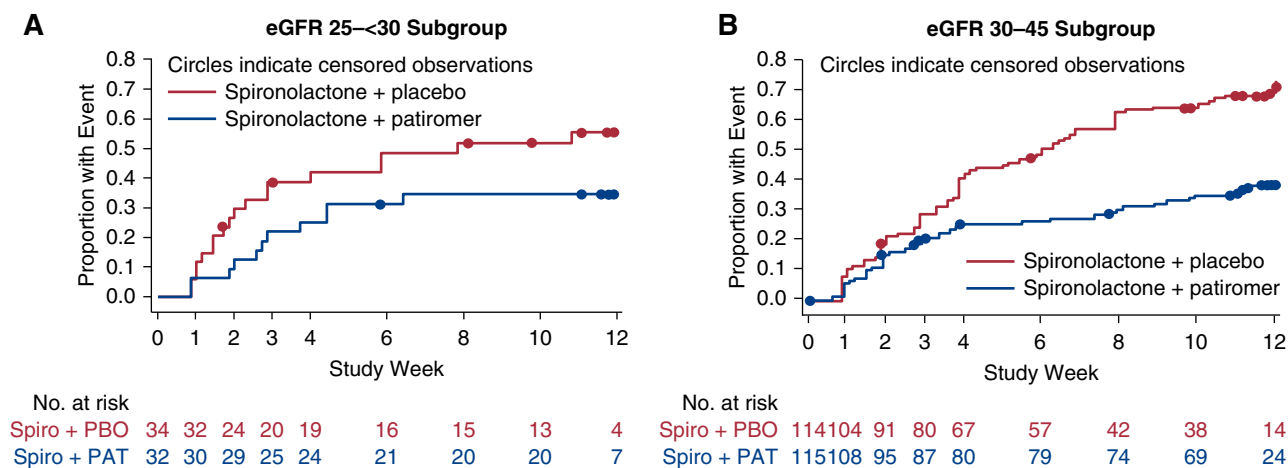 A
eGFR 25–<30 Subgroup
Proportion with Event
0.8
0.7
0.6
0.5
0.4
0.3
0.2
0.1
0.0
Circles indicate censored observations
Spironolactone + placebo
Spironolactone + patiromer
0 1 2 3 4 6 8 10 12
Study Week
No. at risk
Spiro + PBO 34 32 24 20 19 16 15 13 4
Spiro + PAT 32 30 29 25 24 21 20 20 7
B
eGFR 30–45 Subgroup
Proportion with Event
0.8
0.7
0.6
0.5
0.4
0.3
0.2
0.1
0.0
Circles indicate censored observations
Spironolactone + placebo
Spironolactone + patiromer
0 1 2 3 4 6 8 10 12
Study Week
No. at risk
Spiro + PBO 114 104 91 80 67 57 42 38 14
Spiro + PAT 115 108 95 87 80 79 74 69 24